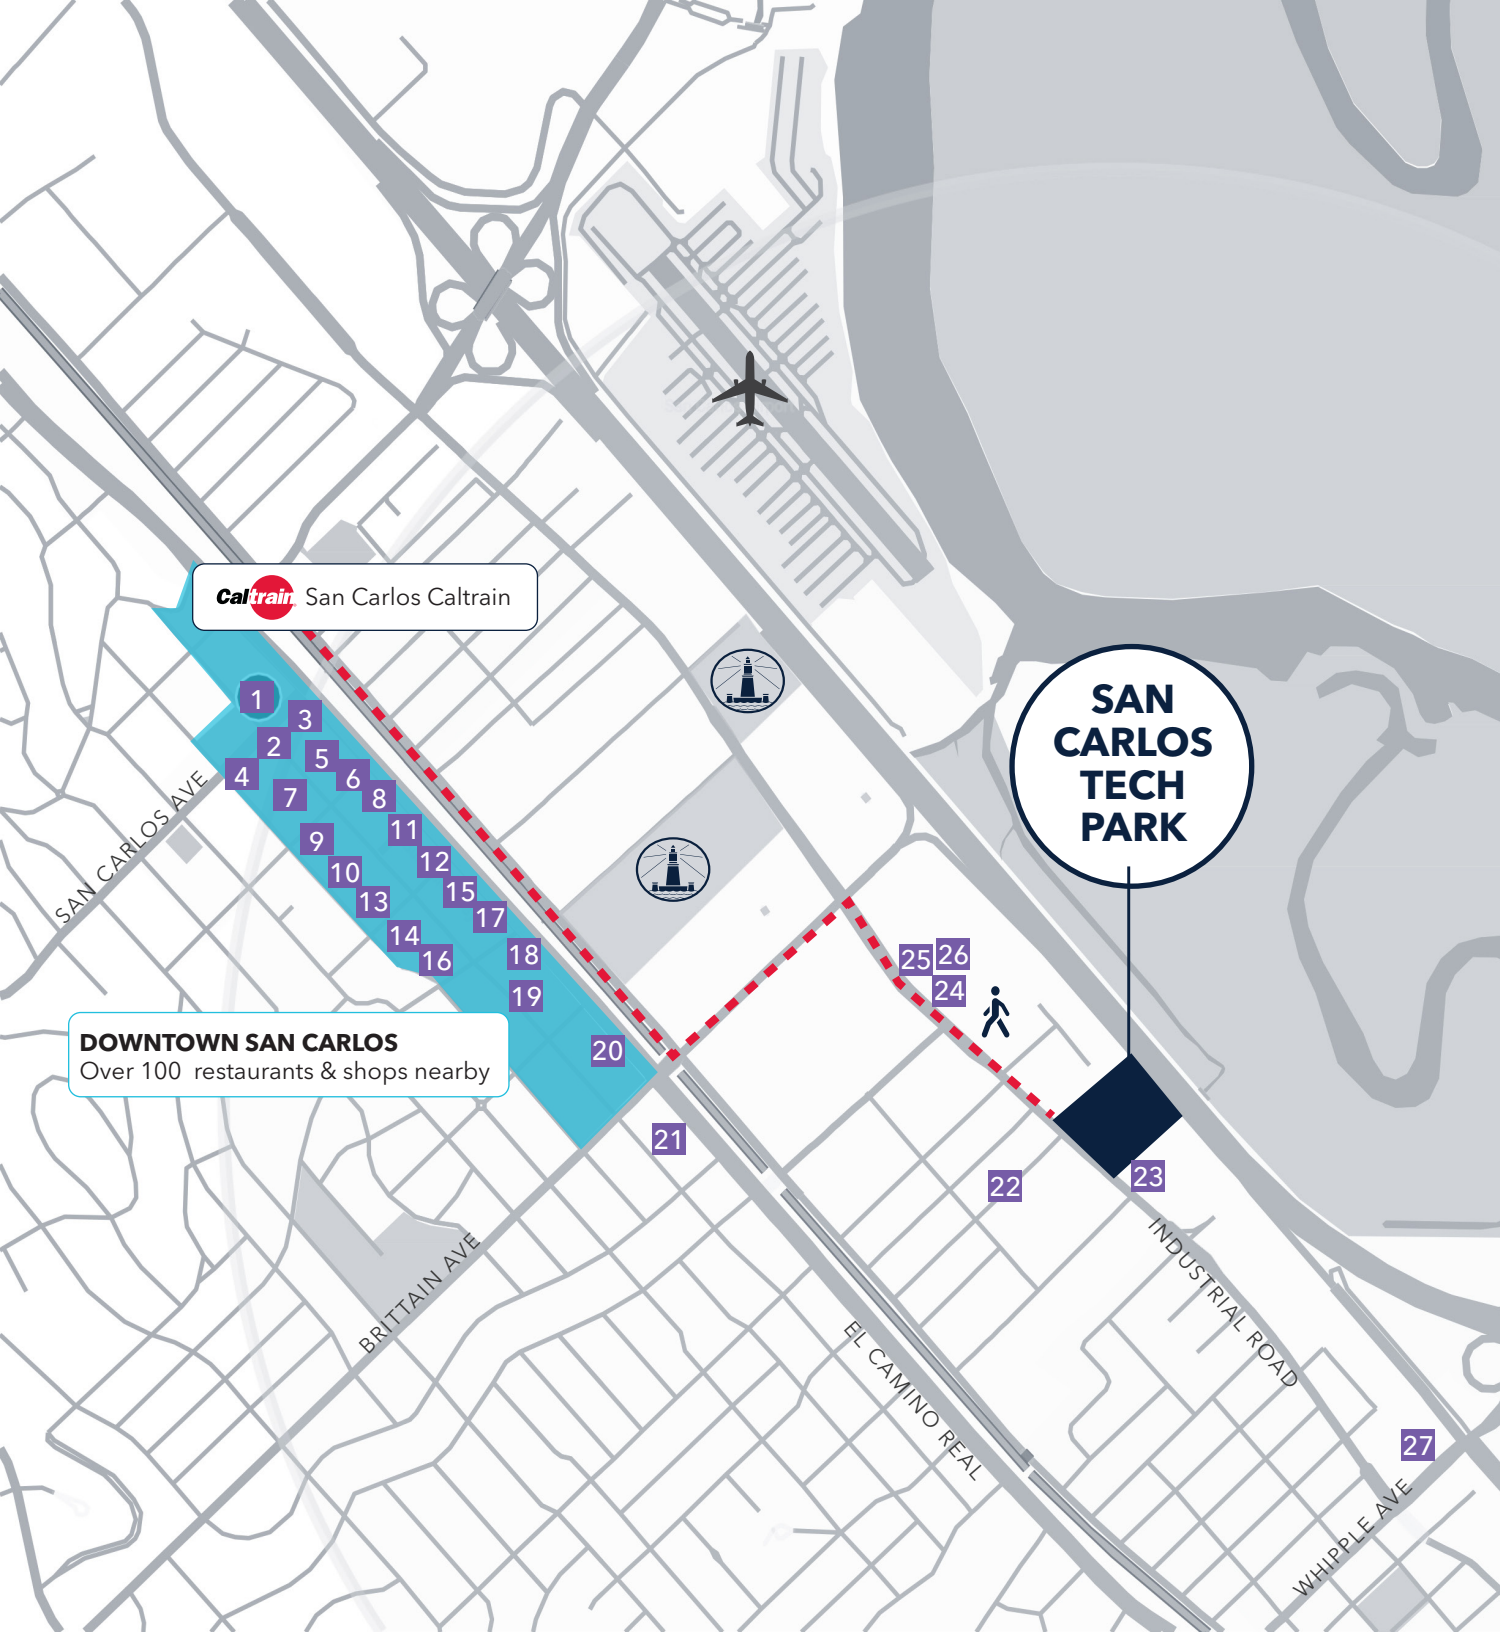 Caltrain San Carlos Caltrain
SAN
CARLOS
TECH
PARK
1
3
2
5
4
6
7
8
11
9
12
10
15
13
17
14
18
16
25
26
24
19
SAN CARLOS AVE
DOWNTOWN SAN CARLOS
Over 100 restaurants & shops nearby
20
21
22
23
BRITTAIN AVE
INDUSTRIAL ROAD
EL CAMINO REAL
27
WHIPPLE AVE